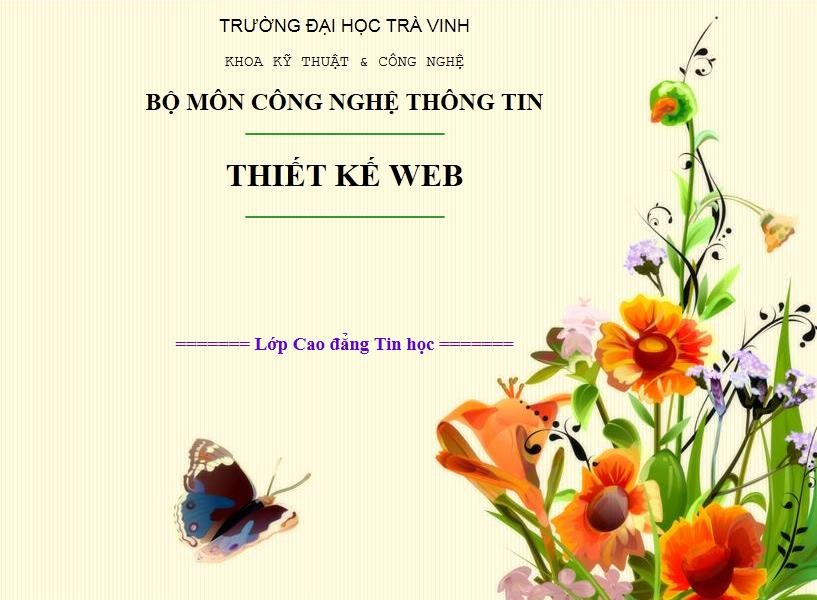 TRƯỜNG ĐẠI HỌC TRÀ VINH
KHOA KỸ THUẬT & CÔNG NGHỆ
BỘ MÔN CÔNG NGHỆ THÔNG TIN
THIẾT KẾ WEB
======= Lớp Cao đẳng Tin học =======